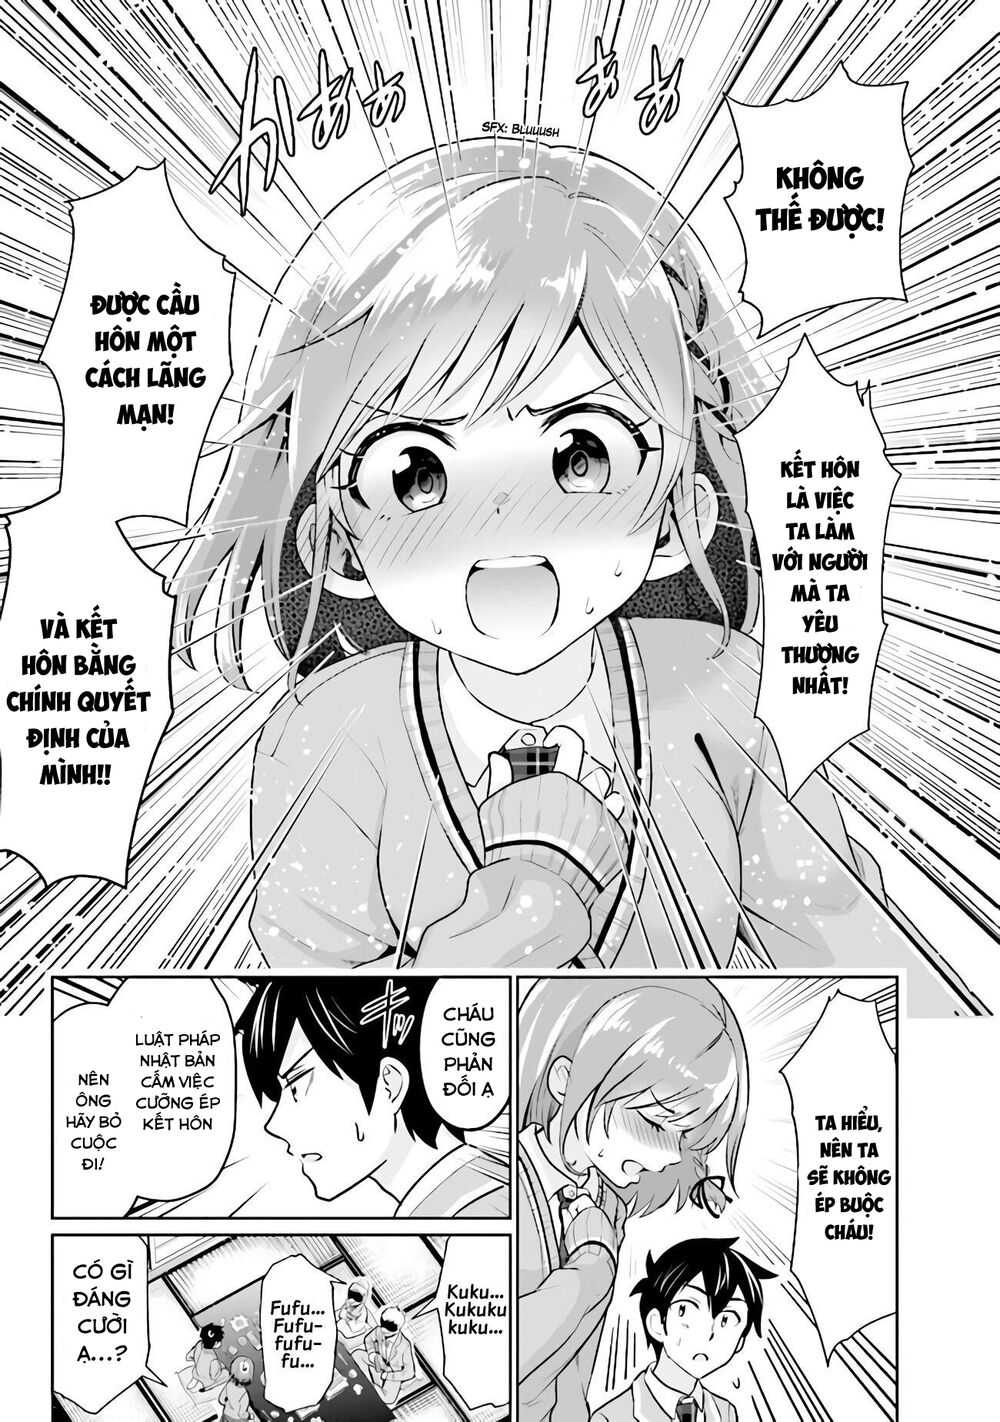 KHÔNG
THỂ ĐƯỢC!
KẾT HÔN
LÀ VIỆC
TA LÀM
VỚI NGƯỜI
MÀ TA
YÊU
THƯƠNG
NHẤT!
かあぁぁ
ぁぁ
SFX: BLUUUSH
ĐƯỢC CẦU
HÔN MỘT
CÁCH LÃNG
MẠN!
VÀ KẾT
HÔN BẰNG
CHÍNH QUYẾT
ĐỊNH CỦA
MÌNH!!
TA HIỂU,
NÊN TA
SẼ KHÔNG
ÉP BUỘC
CHÁU!
CHÁU
CŨNG
PHẢN
ĐỐI Ạ
キッ
LUẬT PHÁP
NHẬT BẢN
CẤM VIỆC
CƯỠNG ÉP
KẾT HÔN
NÊN
ÔNG
HÃY BỎ
CUỘC
ĐI!
Kuku...
Kukuku
kuku...
Fufu...
Fufu-
fufu-
fu...
CÓ GÌ
ĐÁNG
CƯỜI
Ạ...?